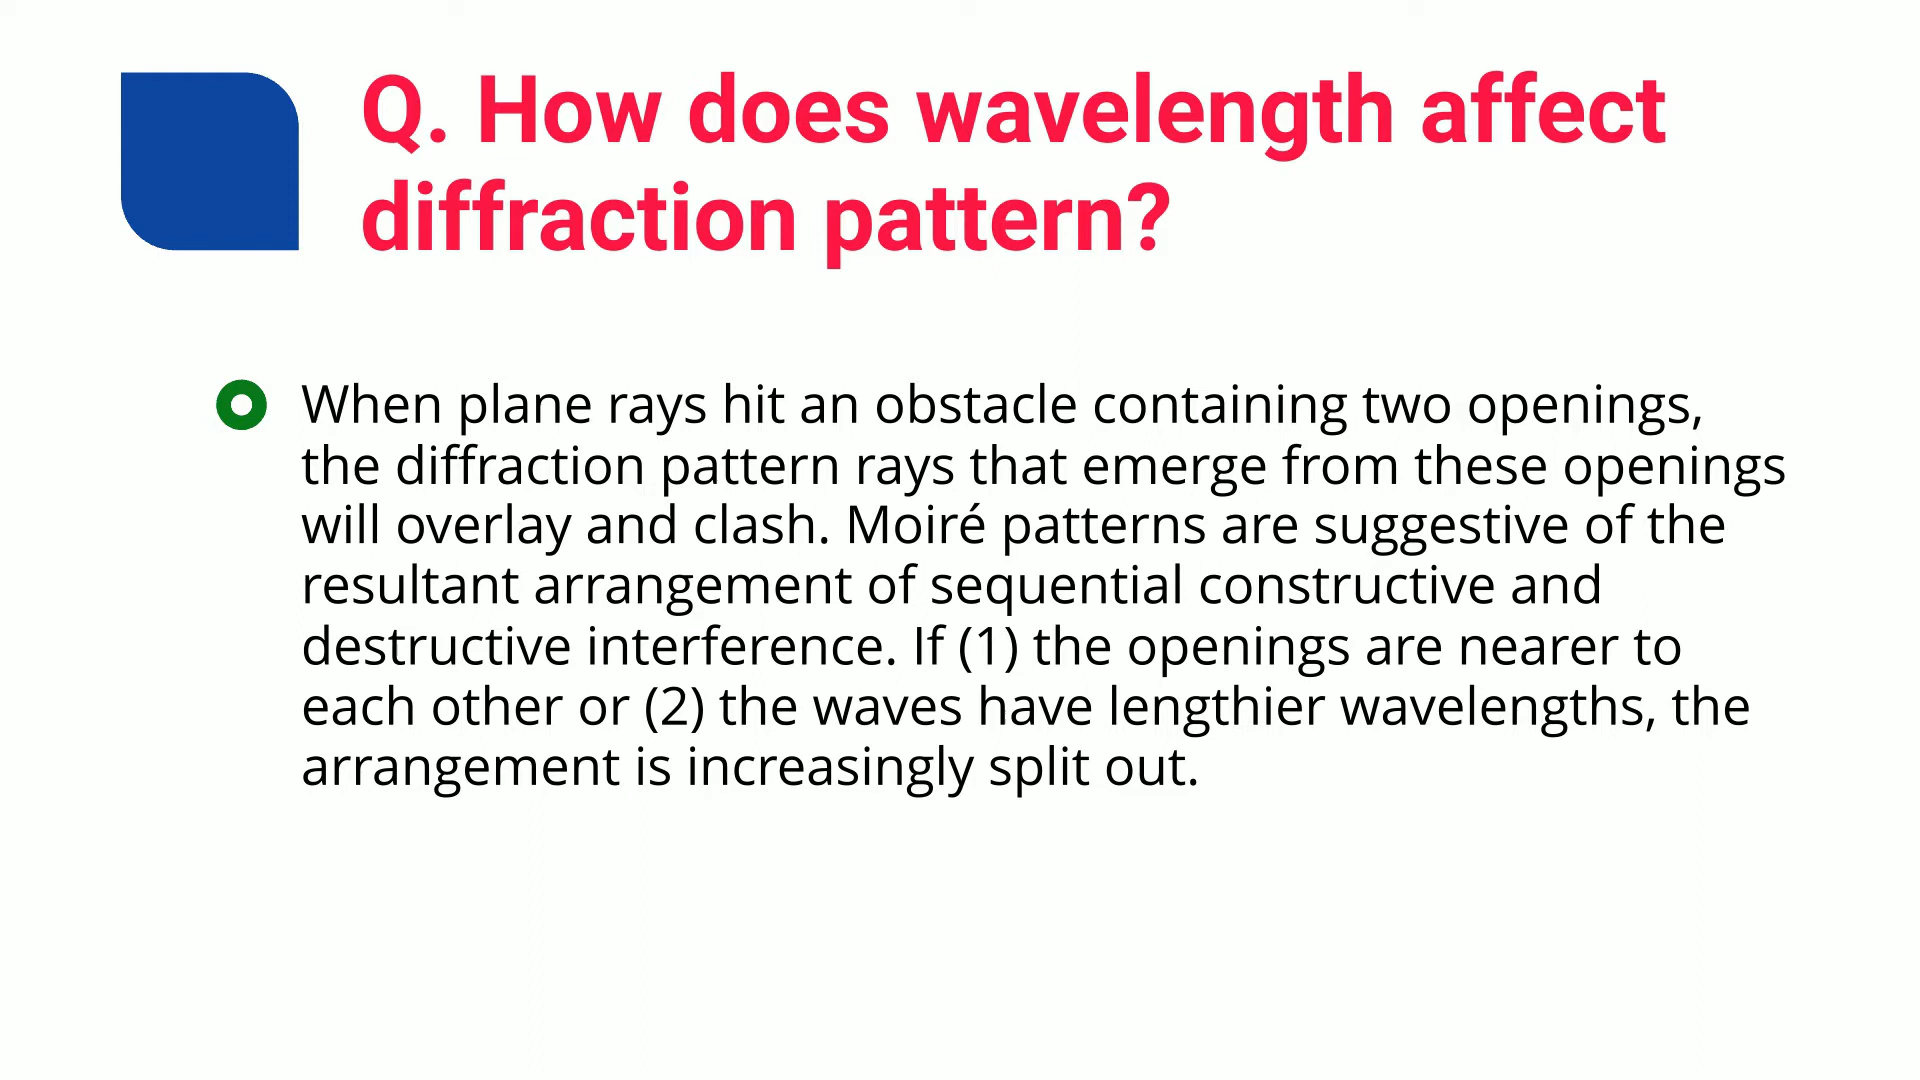 Q. How does wavelength affect
diffraction pattern?
When plane rays hit an obstacle containing two openings,
the diffraction pattern rays that emerge from these openings
will overlay and clash. Moiré patterns are suggestive of the
resultant arrangement of sequential constructive and
destructive interference. If (1) the openings are nearer to
each other or (2) the waves have lengthier wavelengths, the
arrangement is increasingly split out.